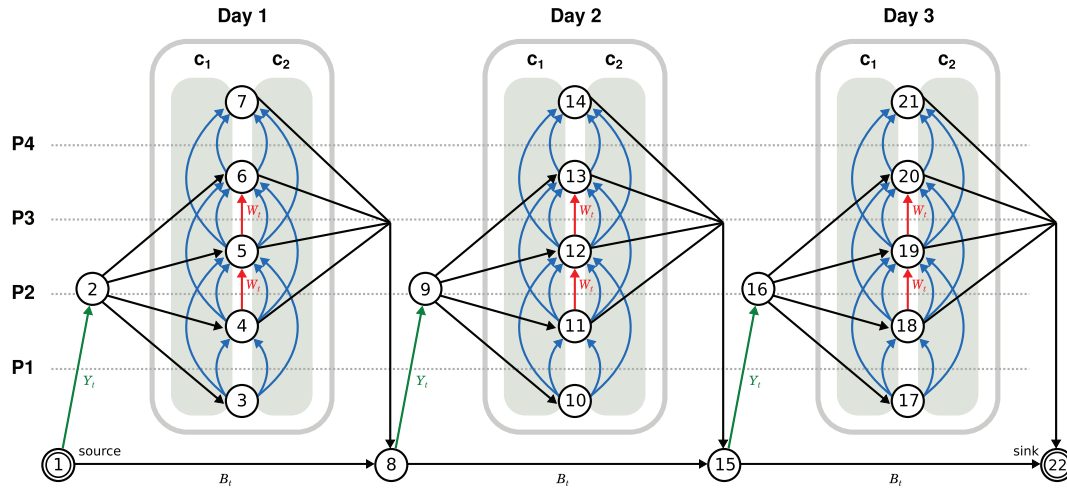 Day 1 Day 2 Day 3
c1 c2 c1 c2 c1 c2
7 14 21
P4
6 13 20
Wt Wt Wt
P3
5 12 19
2 9 16
Wt Wt Wt
P2
4 11 18
P1
Yt Yt Yt
3 10 17
source sink
1 8 15 22
Bt Bt Bt